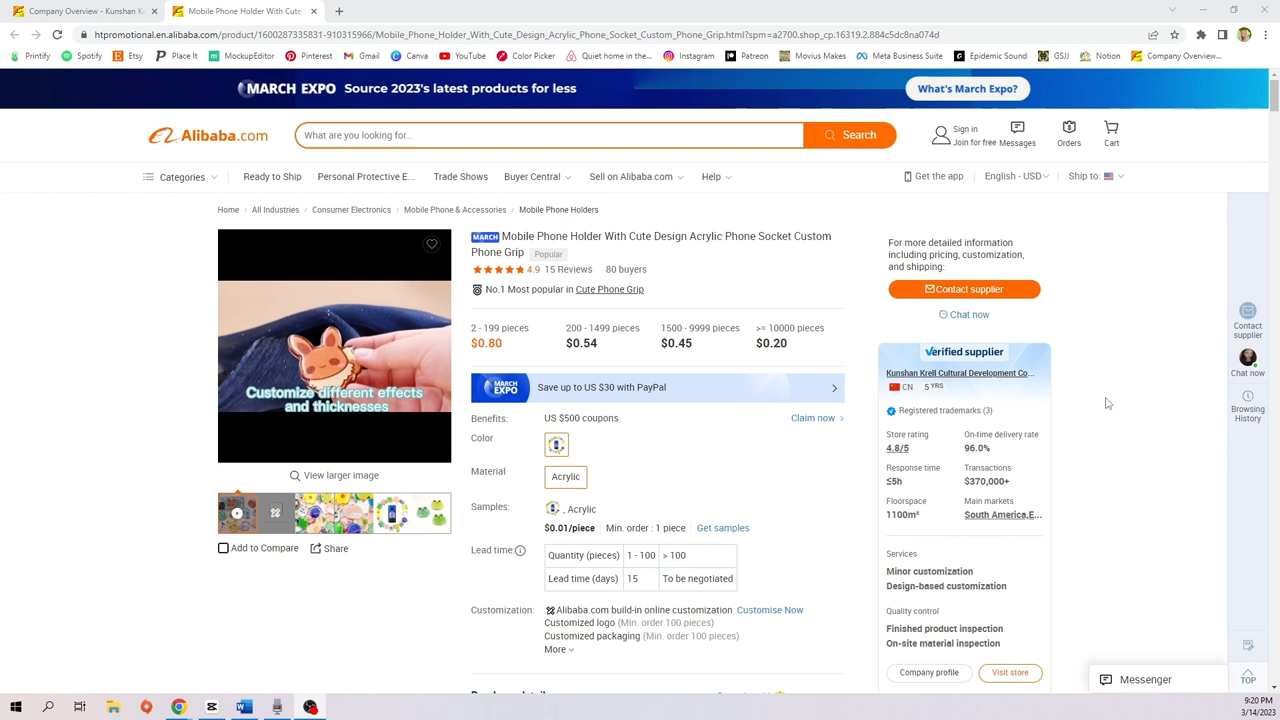 Company Overview - Kunshan K
Mobile Phone Holder With Cute
htpromotional.en.alibaba.com/product/1600287335831-910315966/Mobile_Phone_Holder_With_Cute_Design_Acrylic_Phone_Socket_Custom_Phone_Grip.html?spm=a2700.shop_cp.16319.2.884c5dc8na074d
Printify Spotify Etsy Place It MockupEditor Pinterest Gmail Canva YouTube Color Picker Quiet home in the... Instagram Patreon Movius Makes Meta Business Suite Epidemic Sound GSJJ Notion Company Overview...
MARCH EXPO Source 2023's latest products for less What's March Expo?
Alibaba.com What are you looking for... Search
Sign in
Join for free
Messages Orders Cart
Categories Ready to Ship Personal Protective E... Trade Shows Buyer Central Sell on Alibaba.com Help Get the app English - USD Ship to:
Home / All Industries / Consumer Electronics / Mobile Phone & Accessories / Mobile Phone Holders
Customize different effects
and thicknesses
View larger image
Add to Compare Share
MARCH Mobile Phone Holder With Cute Design Acrylic Phone Socket Custom
Phone Grip Popular
4.9 15 Reviews 80 buyers
No.1 Most popular in Cute Phone Grip
2 - 199 pieces 200 - 1499 pieces 1500 - 9999 pieces >= 10000 pieces
$0.80 $0.54 $0.45 $0.20
MARCH EXPO Save up to US $30 with PayPal
Benefits: US $500 coupons Claim now
Color
Material Acrylic
Samples: , Acrylic
$0.01/piece Min. order : 1 piece Get samples
Lead time: Quantity (pieces) 1 - 100 > 100
Lead time (days) 15 To be negotiated
Customization: Alibaba.com build-in online customization Customise Now
Customized logo (Min. order 100 pieces)
Customized packaging (Min. order 100 pieces)
More
For more detailed information
including pricing, customization,
and shipping:
Contact supplier
Chat now
Verified supplier
Kunshan Krell Cultural Development Co...
CN 5 YRS
Registered trademarks (3)
Store rating On-time delivery rate
4.8/5 96.0%
Response time Transactions
≤5h $370,000+
Floorspace Main markets
1100m² South America,E...
Services
Minor customization
Design-based customization
Quality control
Finished product inspection
On-site material inspection
Company profile Visit store
Contact
supplier
Chat now
Browsing
History
TOP
Messenger
9:20 PM
3/14/2023